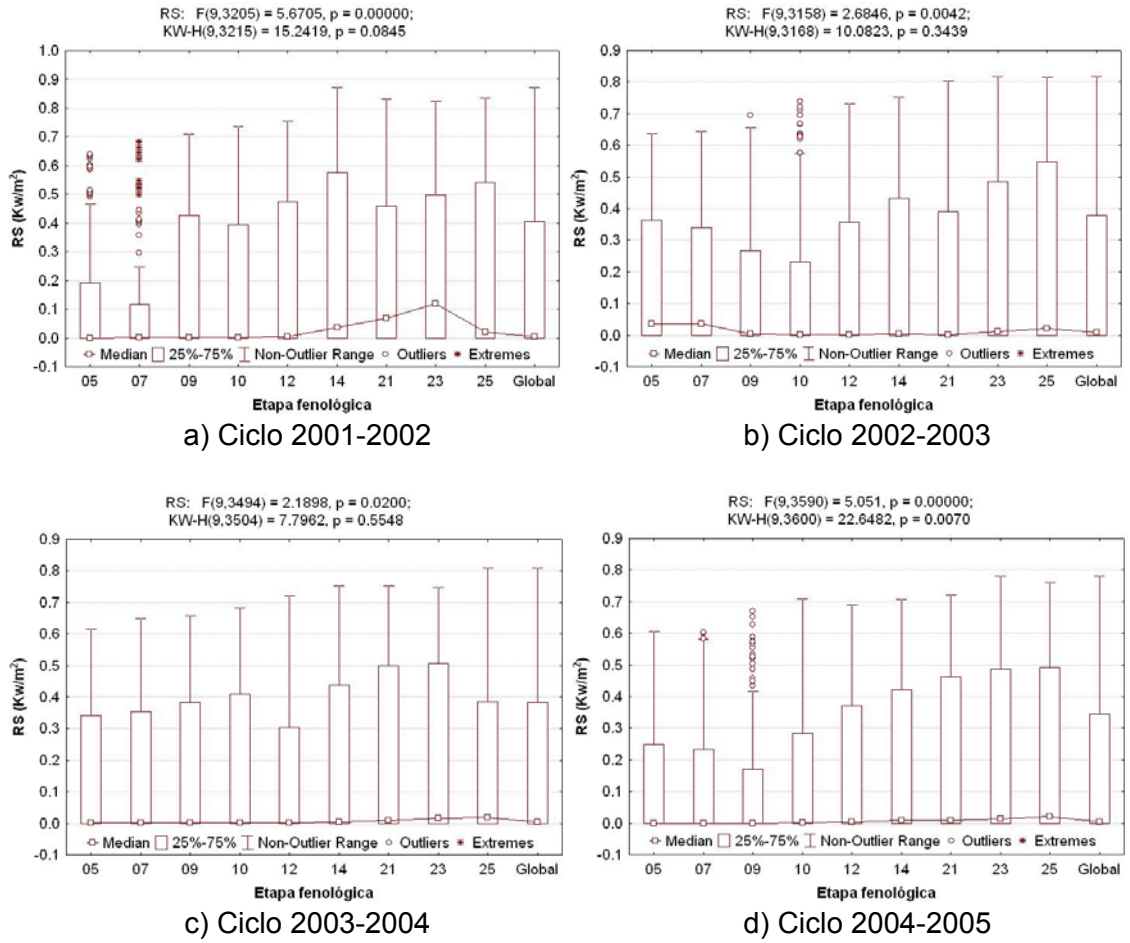 RS: F(9,3205) = 5.6705, p = 0.00000;
KW-H(9,3215) = 15.2419, p = 0.0845
1.0
0.9
0.8
0.7
0.6
0.5
0.4
0.3
0.2
0.1
0.0
-0.1
RS (Kw/m²)
Median 25%-75% Non-Outlier Range Outliers Extremes
05 07 09 10 12 14 21 23 25 Global
Etapa fenológica
a) Ciclo 2001-2002
RS: F(9,3158) = 2.6846, p = 0.0042;
KW-H(9,3168) = 10.0823, p = 0.3439
0.9
0.8
0.7
0.6
0.5
0.4
0.3
0.2
0.1
0.0
-0.1
RS (Kw/m²)
Median 25%-75% Non-Outlier Range Outliers Extremes
05 07 09 10 12 14 21 23 25 Global
Etapa fenológica
b) Ciclo 2002-2003
RS: F(9,3494) = 2.1898, p = 0.0200;
KW-H(9,3504) = 7.7962, p = 0.5548
0.9
0.8
0.7
0.6
0.5
0.4
0.3
0.2
0.1
0.0
-0.1
RS (Kw/m²)
Median 25%-75% Non-Outlier Range Outliers Extremes
05 07 09 10 12 14 21 23 25 Global
Etapa fenológica
c) Ciclo 2003-2004
RS: F(9,3590) = 5.051, p = 0.00000;
KW-H(9,3600) = 22.6482, p = 0.0070
0.9
0.8
0.7
0.6
0.5
0.4
0.3
0.2
0.1
0.0
-0.1
RS (Kw/m²)
Median 25%-75% Non-Outlier Range Outliers Extremes
05 07 09 10 12 14 21 23 25 Global
Etapa fenológica
d) Ciclo 2004-2005